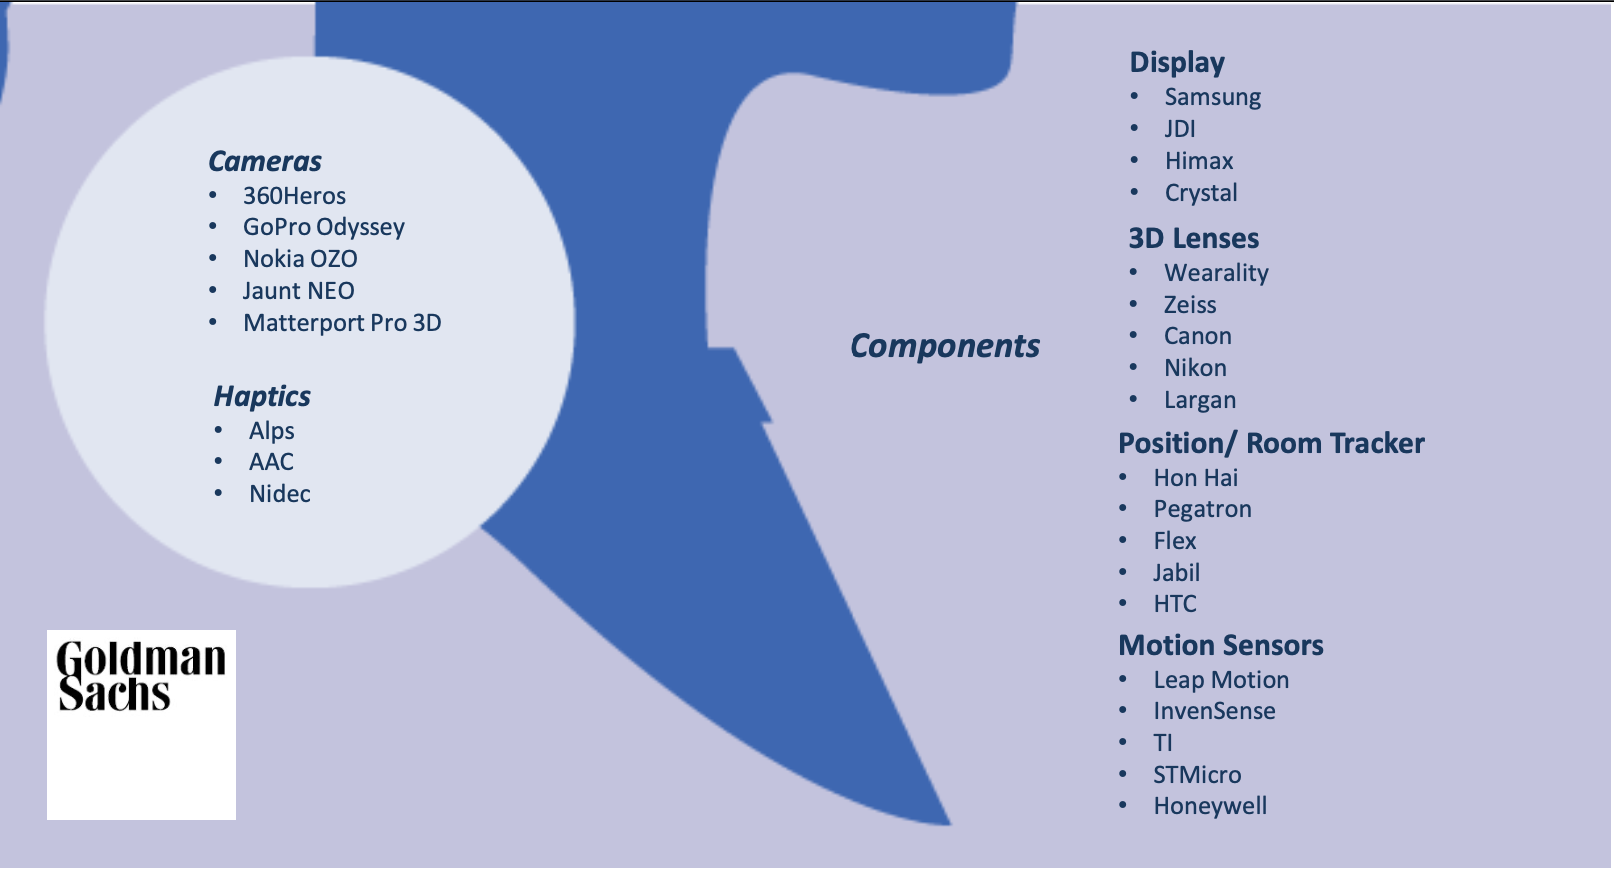 Cameras
• 360Heros
• GoPro Odyssey
• Nokia OZO
• Jaunt NEO
• Matterport Pro 3D
Haptics
• Alps
• AAC
• Nidec
Goldman
Sachs
Components
Display
• Samsung
• JDI
• Himax
• Crystal
3D Lenses
• Wearality
• Zeiss
• Canon
• Nikon
• Largan
Position/ Room Tracker
• Hon Hai
• Pegatron
• Flex
• Jabil
• HTC
Motion Sensors
• Leap Motion
• InvenSense
• TI
• STMicro
• Honeywell